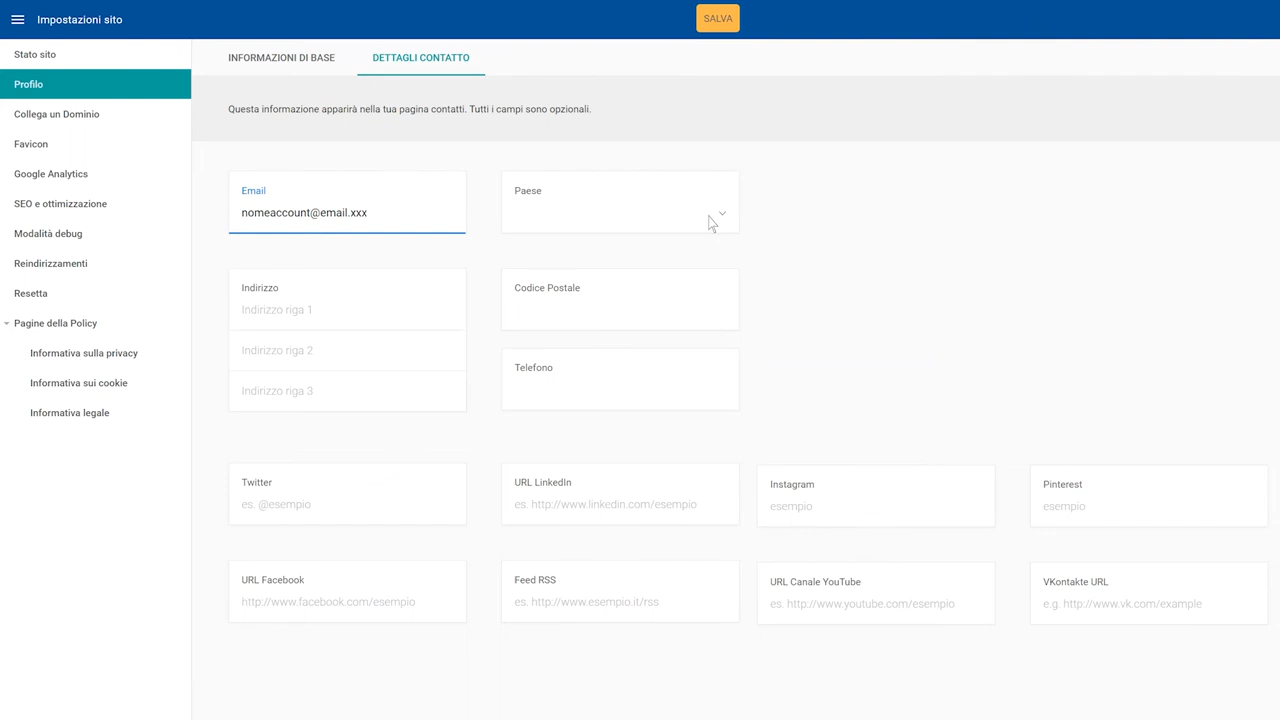 Impostazioni sito
SALVA
Stato sito
Profilo
Collega un Dominio
Favicon
Google Analytics
SEO e ottimizzazione
Modalità debug
Reindirizzamenti
Resetta
Pagine della Policy
Informativa sulla privacy
Informativa sui cookie
Informativa legale
INFORMAZIONI DI BASE
DETTAGLI CONTATTO
Questa informazione apparirà nella tua pagina contatti. Tutti i campi sono opzionali.
Email
nomeaccount@email.xxx
Paese
Indirizzo
Indirizzo riga 1
Indirizzo riga 2
Indirizzo riga 3
Codice Postale
Telefono
Twitter
es. @esempio
URL LinkedIn
es. http://www.linkedin.com/esempio
Instagram
esempio
Pinterest
esempio
URL Facebook
http://www.facebook.com/esempio
Feed RSS
es. http://www.esempio.it/rss
URL Canale YouTube
es. http://www.youtube.com/esempio
VKontakte URL
e.g. http://www.vk.com/example